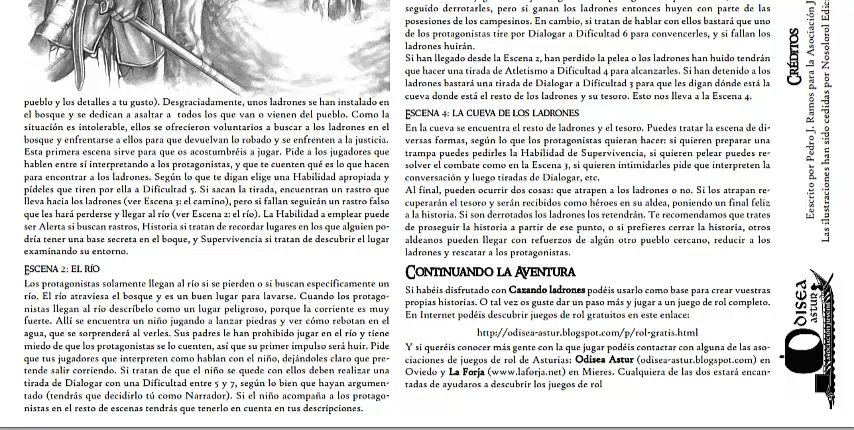 pueblo y los detalles a tu gusto). Desgraciadamente, unos ladrones se han instalado en
el bosque y se dedican a asaltar a todos los que van o vienen del pueblo. Como la
situación es intolerable, ellos se ofrecieron voluntarios a buscar a los ladrones en el
bosque y enfrentarse a ellos para que devuelvan lo robado y se enfrenten a la justicia.
Esta primera escena sirve para que os acostumbréis a jugar. Pide a los jugadores que
hablen entre sí interpretando a los protagonistas, y que te cuenten qué es lo que hacen
para encontrar a los ladrones. Según lo que te digan elige una Habilidad apropiada y
pídeles que tiren por ella a Dificultad 5. Si sacan la tirada, encuentran un rastro que
lleva hacia los ladrones (ver Escena 3: el camino), pero si fallan seguirán un rastro falso
que les hará perderse y llegar al río (ver Escena 2: el río). La Habilidad a emplear puede
ser Alerta si buscan rastros, Historia si tratan de recordar lugares en los que alguien po-
dría tener una base secreta en el boque, y Supervivencia si tratan de descubrir el lugar
examinando su entorno.
Escena 2: el río
Los protagonistas solamente llegan al río si se pierden o si buscan específicamente un
río. El río atraviesa el bosque y es un buen lugar para lavarse. Cuando los protago-
nistas llegan al río descríbelo como un lugar peligroso, porque la corriente es muy
fuerte. Allí se encuentra un niño jugando a lanzar piedras y ver cómo rebotan en el
agua, que se sorprenderá al verles. Sus padres le han prohibido jugar en el río y tiene
miedo de que los protagonistas se lo cuenten, así que su primer impulso será huir. Pide
que tus jugadores que interpreten como hablan con el niño, dejándoles claro que pre-
tende salir corriendo. Si tratan de que el niño se quede con ellos deben realizar una
tirada de Dialogar con una Dificultad entre 5 y 7, según lo bien que hayan argumen-
tado (tendrás que decidirlo tú como Narrador). Si el niño acompaña a los protago-
nistas en el resto de escenas tendrás que tenerlo en cuenta en tus descripciones.
seguido derrotarles, pero si ganan los ladrones entonces huyen con parte de las
posesiones de los campesinos. En cambio, si tratan de hablar con ellos bastará que uno
de los protagonistas tire por Dialogar a Dificultad 6 para convencerles, y si fallan los
ladrones huirán.
Si han llegado desde la Escena 2, han perdido la pelea o los ladrones han huido tendrán
que hacer una tirada de Atletismo a Dificultad 4 para alcanzarles. Si han detenido a los
ladrones bastará una tirada de Dialogar a Dificultad 3 para que les digan dónde está la
cueva donde está el resto de los ladrones y su tesoro. Esto nos lleva a la Escena 4.
Escena 4: La cueva de los ladrones
En la cueva se encuentra el resto de ladrones y el tesoro. Puedes tratar la escena de di-
versas formas, según lo que los protagonistas quieran hacer: si quieren preparar una
trampa puedes pedirles la Habilidad de Supervivencia, si quieren pelear puedes re-
solver el combate como en la Escena 3, si quieren intimidarles pide que interpreten la
conversación y luego tiradas de Dialogar, etc.
Al final, pueden ocurrir dos cosas: que atrapen a los ladrones o no. Si los atrapan re-
cuperarán el tesoro y serán recibidos como héroes en su aldea, poniendo un final feliz
a la historia. Si son derrotados los ladrones los retendrán. Te recomendamos que trates
de proseguir la historia a partir de ese punto, o si prefieres cerrar la historia, otros
aldeanos pueden llegar con refuerzos de algún otro pueblo cercano, reducir a los
ladrones y rescatar a los protagonistas.
Continuando la Aventura
Si habéis disfrutado con Cazando ladrones podéis usarlo como base para crear vuestras
propias historias. O tal vez os guste dar un paso más y jugar a un juego de rol completo.
En Internet podéis descubrir juegos de rol gratuitos en este enlace:
http://odisea-astur.blogspot.com/p/rol-gratis.html
Y si queréis conocer más gente con la que jugar podéis contactar con alguna de las aso-
ciaciones de juegos de rol de Asturias: Odisea Astur (odisea-astur.blogspot.com) en
Oviedo y La Forja (www.laforja.net) en Mieres. Cualquiera de las dos estará encan-
tadas de ayudaros a descubrir los juegos de rol
Créditos
Eescrito por Pedro J. Ramos para la Asociación J
Las ilustraciones han sido cedidas por Nosolorol Edic
Odisea
astur